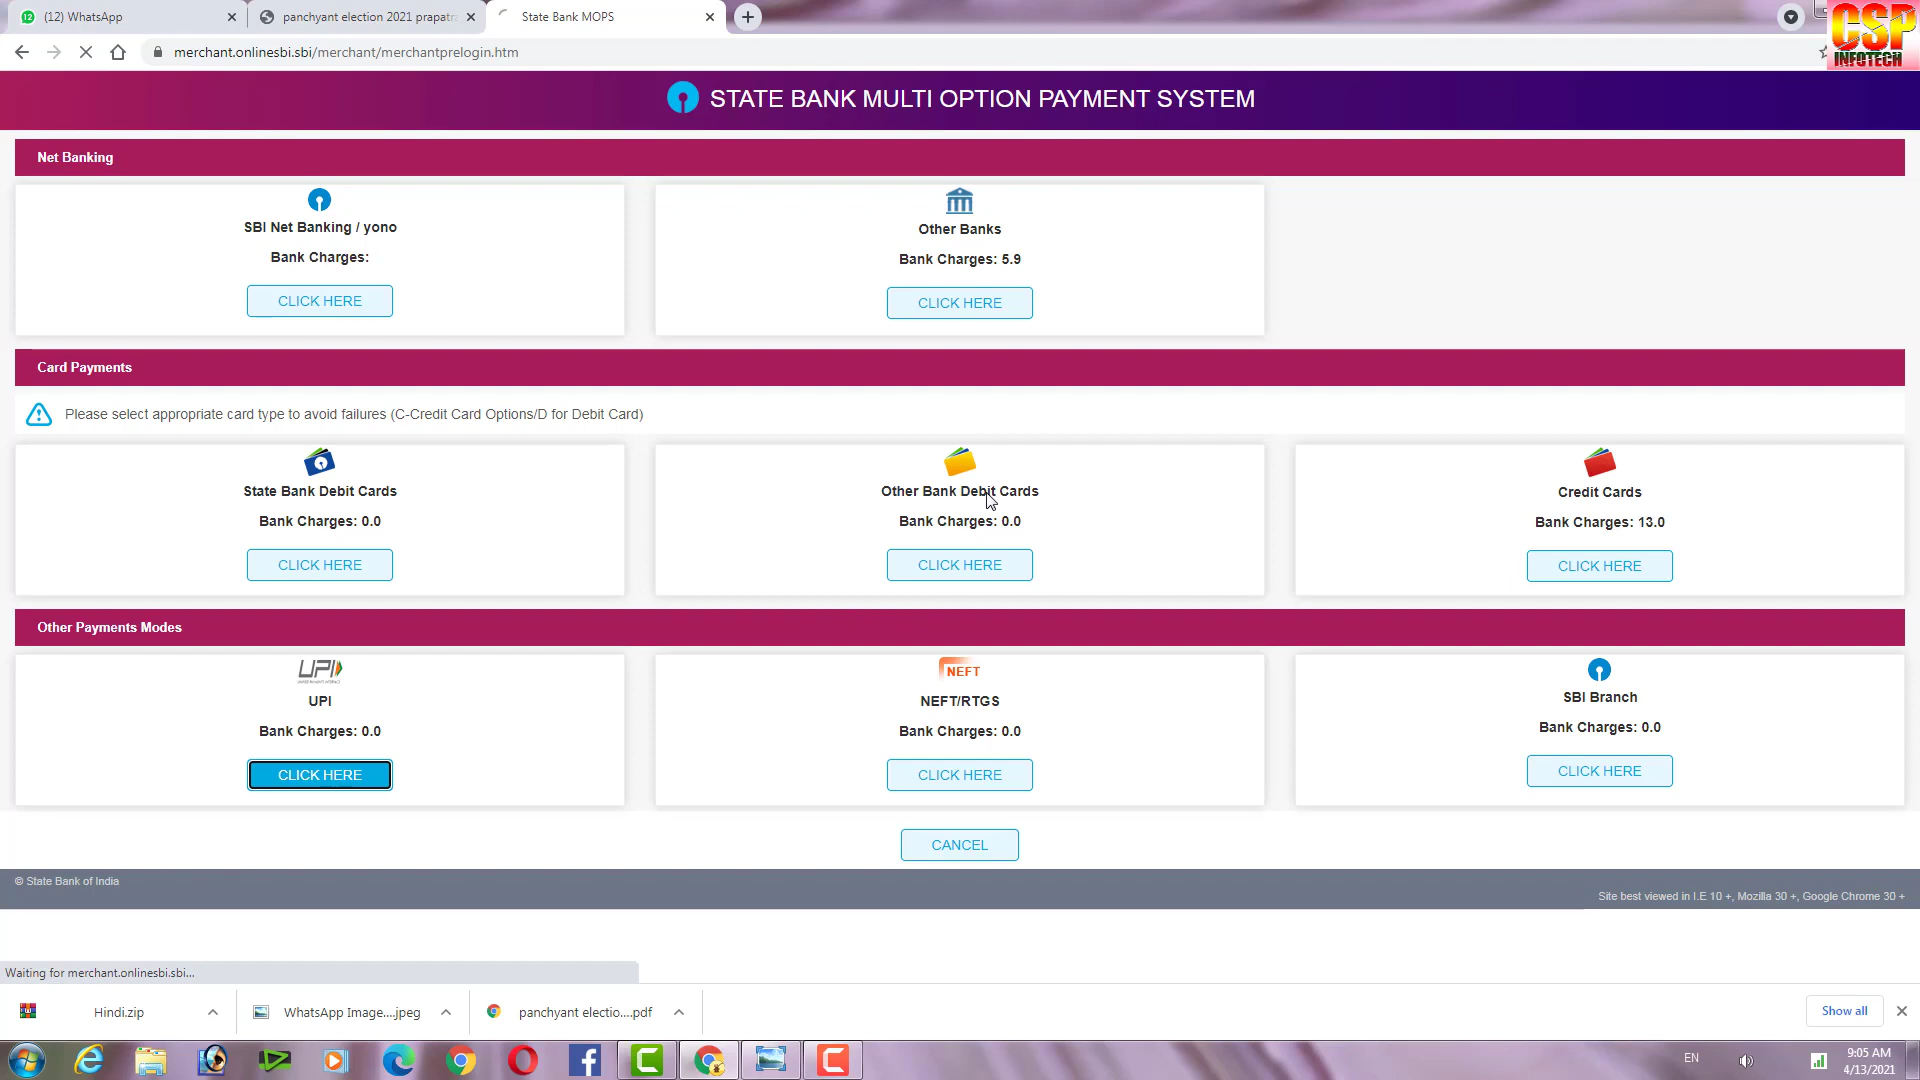 (12) WhatsApp
panchyant election 2021 prapatra
State Bank MOPS
merchant.onlinesbi.sbi/merchant/merchantprelogin.htm
CSP
INFOTECH
STATE BANK MULTI OPTION PAYMENT SYSTEM
Net Banking
SBI Net Banking / yono
Bank Charges:
CLICK HERE
Other Banks
Bank Charges: 5.9
CLICK HERE
Card Payments
Please select appropriate card type to avoid failures (C-Credit Card Options/D for Debit Card)
State Bank Debit Cards
Bank Charges: 0.0
CLICK HERE
Other Bank Debit Cards
Bank Charges: 0.0
CLICK HERE
Credit Cards
Bank Charges: 13.0
CLICK HERE
Other Payments Modes
UPI
UPI
Bank Charges: 0.0
CLICK HERE
NEFT
NEFT/RTGS
Bank Charges: 0.0
CLICK HERE
SBI Branch
Bank Charges: 0.0
CLICK HERE
CANCEL
© State Bank of India
Site best viewed in I.E 10 +, Mozilla 30 +, Google Chrome 30 +
Waiting for merchant.onlinesbi.sbi...
Hindi.zip
WhatsApp Image....jpeg
panchyant electio....pdf
Show all
EN
9:05 AM
4/13/2021